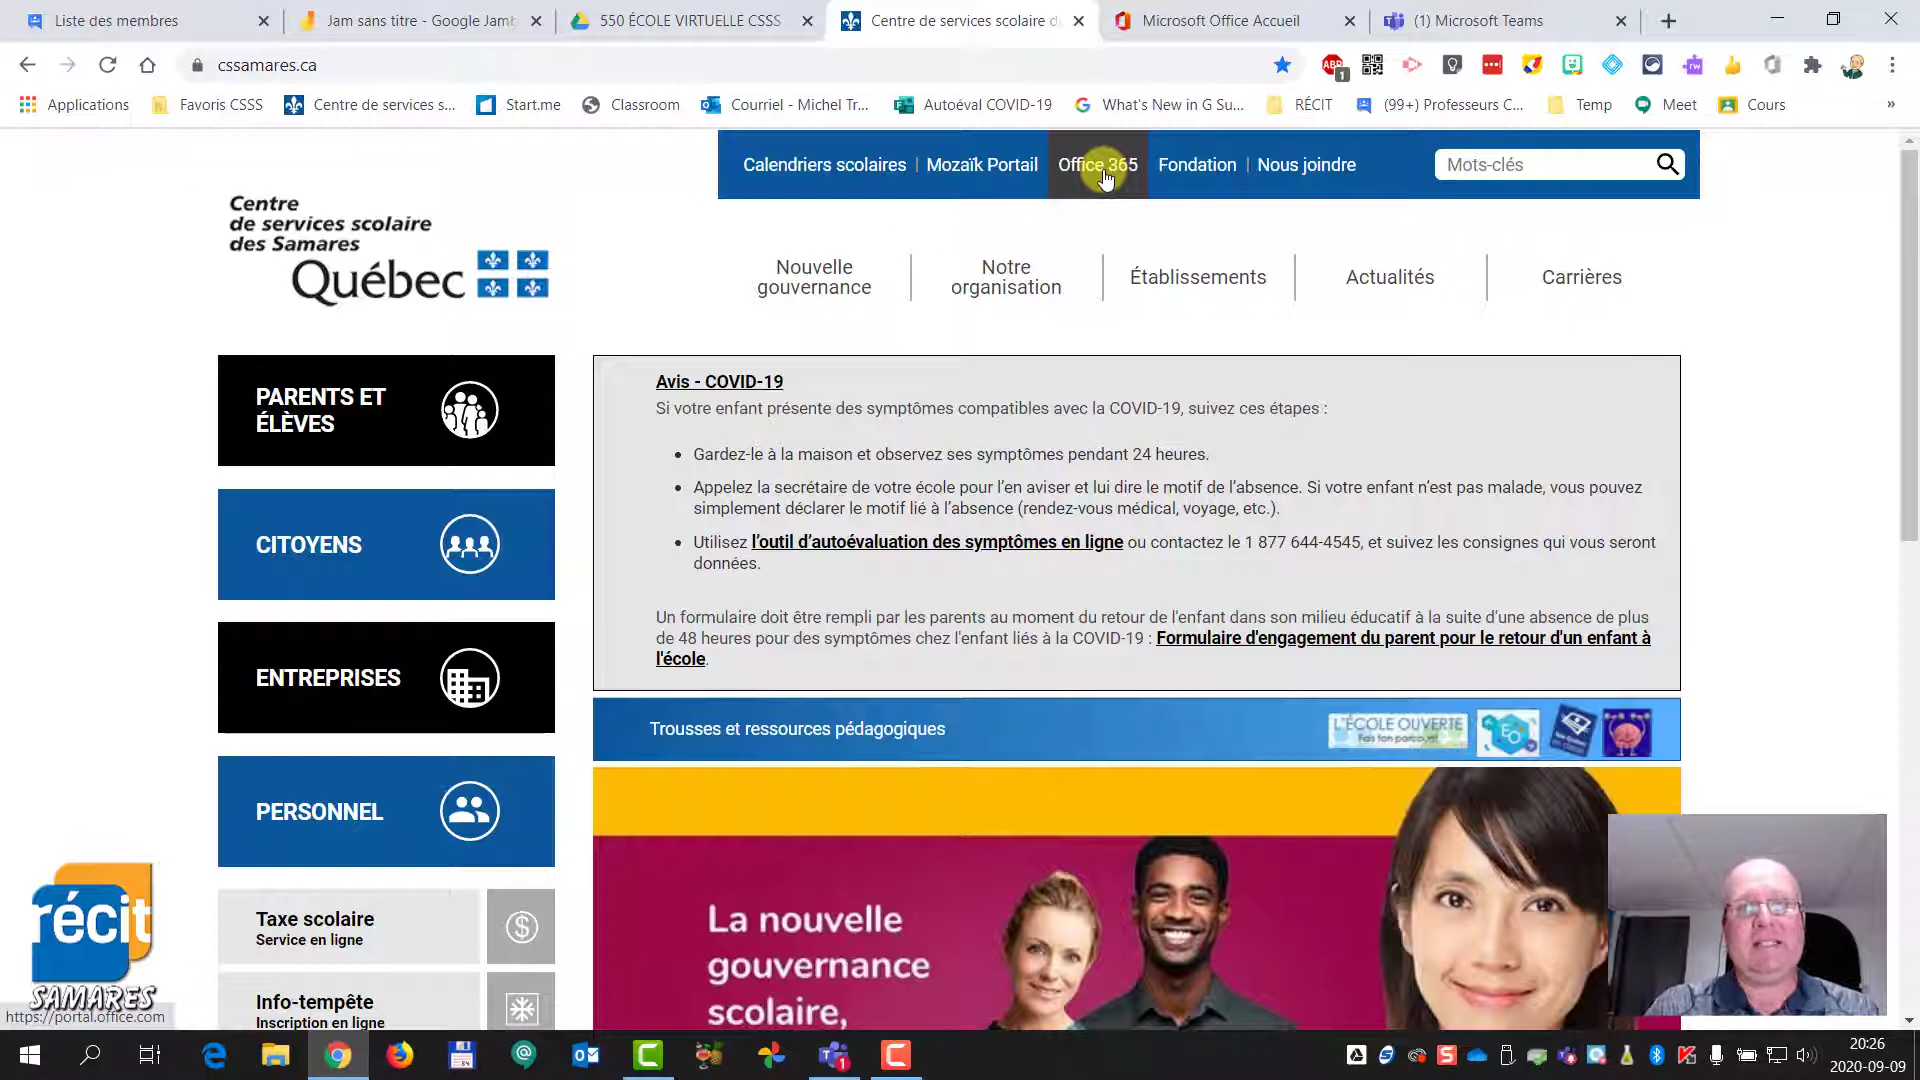 Liste des membres
Jam sans titre - Google Jamb
550 ÉCOLE VIRTUELLE CSSS
Centre de services scolaire d
Microsoft Office Accueil
(1) Microsoft Teams
cssamares.ca
Applications
Favoris CSSS
Centre de services s...
Start.me
Classroom
Courriel - Michel Tr...
Autoéval COVID-19
What's New in G Su...
RÉCIT
(99+) Professeurs C...
Temp
Meet
Cours
Calendriers scolaires | Mozaïk Portail
Office 365
Fondation | Nous joindre
Mots-clés
Centre
de services scolaire
des Samares
Québec
Nouvelle
gouvernance
Notre
organisation
Établissements
Actualités
Carrières
PARENTS ET
ÉLÈVES
CITOYENS
ENTREPRISES
PERSONNEL
Taxe scolaire
Service en ligne
Info-tempête
Inscription en ligne
Avis - COVID-19
Si votre enfant présente des symptômes compatibles avec la COVID-19, suivez ces étapes :
• Gardez-le à la maison et observez ses symptômes pendant 24 heures.
• Appelez la secrétaire de votre école pour l'en aviser et lui dire le motif de l'absence. Si votre enfant n'est pas malade, vous pouvez
simplement déclarer le motif lié à l'absence (rendez-vous médical, voyage, etc.).
• Utilisez l'outil d'autoévaluation des symptômes en ligne ou contactez le 1 877 644-4545, et suivez les consignes qui vous seront
données.
Un formulaire doit être rempli par les parents au moment du retour de l'enfant dans son milieu éducatif à la suite d'une absence de plus
de 48 heures pour des symptômes chez l'enfant liés à la COVID-19 : Formulaire d'engagement du parent pour le retour d'un enfant à
l'école.
Trousses et ressources pédagogiques
L'ÉCOLE OUVERTE
Fais ton parcours!
EO
La nouvelle
gouvernance
scolaire,
récit
SAMARES
https://portal.office.com
20:26
2020-09-09